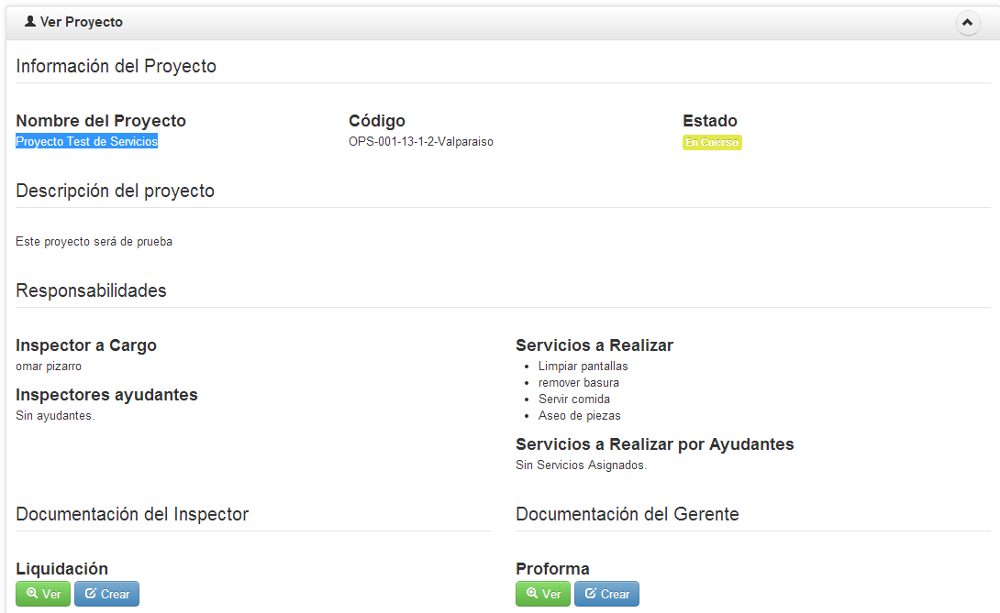 Ver Proyecto
Información del Proyecto
Nombre del Proyecto
Proyecto Test de Servicios
Código
OPS-001-13-1-2-Valparaiso
Estado
En Cuerso
Descripción del proyecto
Este proyecto será de prueba
Responsabilidades
Inspector a Cargo
omar pizarro
Inspectores ayudantes
Sin ayudantes.
Servicios a Realizar
Limpiar pantallas
remover basura
Servir comida
Aseo de piezas
Servicios a Realizar por Ayudantes
Sin Servicios Asignados.
Documentación del Inspector
Liquidación
Ver Crear
Documentación del Gerente
Proforma
Ver Crear